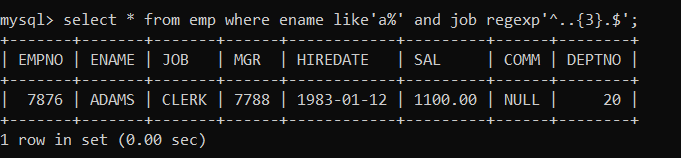 mysql> select * from emp where ename like'a%' and job regexp'^..{3}.$';
+-------+-------+-------+------+------------+---------+------+--------+
| EMPNO | ENAME | JOB   | MGR  | HIREDATE   | SAL     | COMM | DEPTNO |
+-------+-------+-------+------+------------+---------+------+--------+
|  7876 | ADAMS | CLERK | 7788 | 1983-01-12 | 1100.00 | NULL |     20 |
+-------+-------+-------+------+------------+---------+------+--------+
1 row in set (0.00 sec)